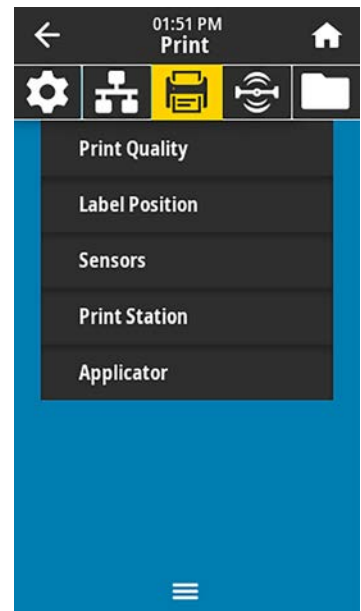 01:51 PM
Print
Print Quality
Label Position
Sensors
Print Station
Applicator